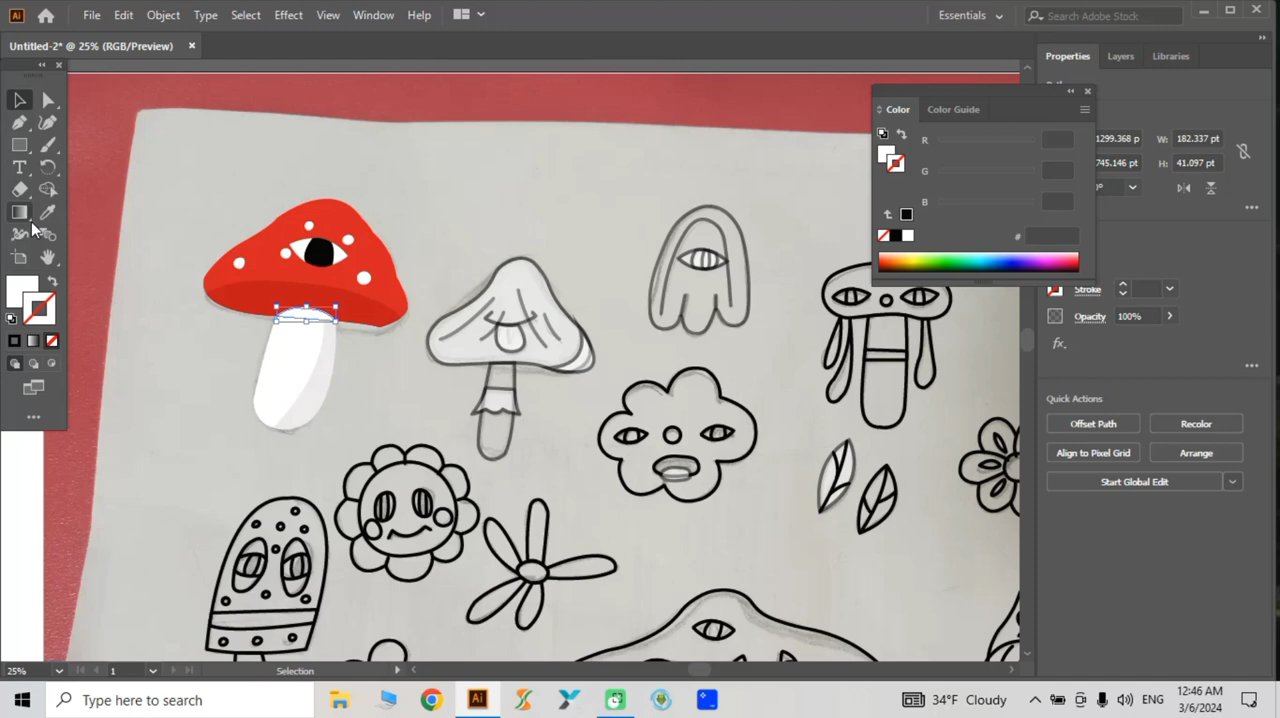 Ai File Edit Object Type Select Effect View Window Help Essentials Search Adobe Stock
Untitled-2* @ 25% (RGB/Preview)
Properties Layers Libraries
Color Color Guide
R
G
B
#
1299.368 p W: 182.337 pt
745.146 pt H: 41.097 pt
Stroke
Opacity 100%
fx.
Quick Actions
Offset Path Recolor
Align to Pixel Grid Arrange
Start Global Edit
25% 1 Selection
Type here to search Ai 34°F Cloudy ENG 12:46 AM
3/6/2024